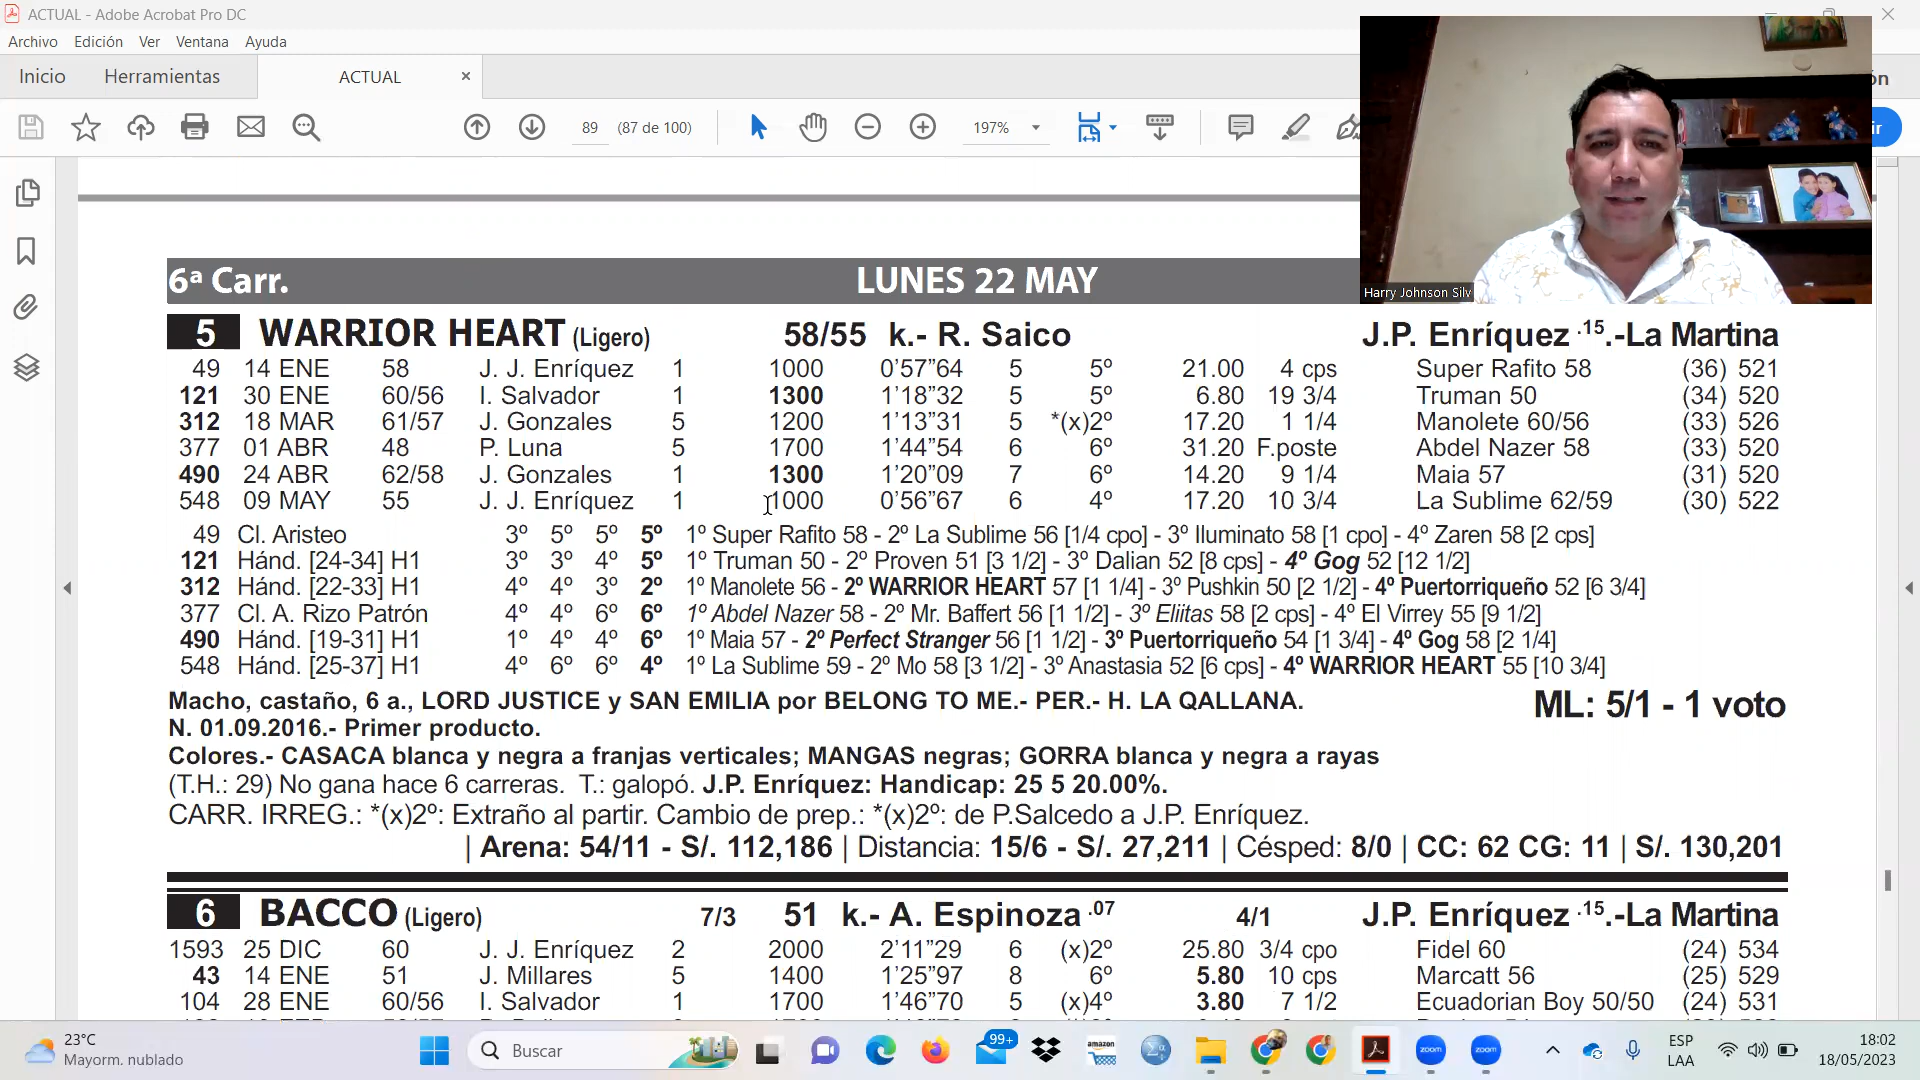 ACTUAL - Adobe Acrobat Pro DC
Archivo Edición Ver Ventana Ayuda
Inicio Herramientas ACTUAL ×
89 (87 de 100) 197%
Harry Johnson Silv
6ª Carr. LUNES 22 MAY
5 WARRIOR HEART (Ligero) 58/55 k.- R. Saico J.P. Enríquez .15.-La Martina
49 14 ENE 58 J. J. Enríquez 1 1000 0'57"64 5 5º 21.00 4 cps Super Rafito 58 (36) 521
121 30 ENE 60/56 I. Salvador 1 1300 1'18"32 5 5º 6.80 19 3/4 Truman 50 (34) 520
312 18 MAR 61/57 J. Gonzales 5 1200 1'13"31 5 *(x)2º 17.20 1 1/4 Manolete 60/56 (33) 526
377 01 ABR 48 P. Luna 5 1700 1'44"54 6 6º 31.20 F.poste Abdel Nazer 58 (33) 520
490 24 ABR 62/58 J. Gonzales 1 1300 1'20"09 7 6º 14.20 9 1/4 Maia 57 (31) 520
548 09 MAY 55 J. J. Enríquez 1 1000 0'56"67 6 4º 17.20 10 3/4 La Sublime 62/59 (30) 522
49 Cl. Aristeo 3º 5º 5º 5º 1º Super Rafito 58 - 2º La Sublime 56 [1/4 cpo] - 3º Iluminato 58 [1 cpo] - 4º Zaren 58 [2 cps]
121 Hánd. [24-34] H1 3º 3º 4º 5º 1º Truman 50 - 2º Proven 51 [3 1/2] - 3º Dalian 52 [8 cps] - 4º Gog 52 [12 1/2]
312 Hánd. [22-33] H1 4º 4º 3º 2º 1º Manolete 56 - 2º WARRIOR HEART 57 [1 1/4] - 3º Pushkin 50 [2 1/2] - 4º Puertorriqueño 52 [6 3/4]
377 Cl. A. Rizo Patrón 4º 4º 6º 6º 1º Abdel Nazer 58 - 2º Mr. Baffert 56 [1 1/2] - 3º Eliitas 58 [2 cps] - 4º El Virrey 55 [9 1/2]
490 Hánd. [19-31] H1 1º 4º 4º 6º 1º Maia 57 - 2º Perfect Stranger 56 [1 1/2] - 3º Puertorriqueño 54 [1 3/4] - 4º Gog 58 [2 1/4]
548 Hánd. [25-37] H1 4º 6º 6º 4º 1º La Sublime 59 - 2º Mo 58 [3 1/2] - 3º Anastasia 52 [6 cps] - 4º WARRIOR HEART 55 [10 3/4]
Macho, castaño, 6 a., LORD JUSTICE y SAN EMILIA por BELONG TO ME.- PER.- H. LA QALLANA. ML: 5/1 - 1 voto
N. 01.09.2016.- Primer producto.
Colores.- CASACA blanca y negra a franjas verticales; MANGAS negras; GORRA blanca y negra a rayas
(T.H.: 29) No gana hace 6 carreras. T.: galopó. J.P. Enríquez: Handicap: 25 5 20.00%.
CARR. IRREG.: *(x)2º: Extraño al partir. Cambio de prep.: *(x)2º: de P.Salcedo a J.P. Enríquez.
| Arena: 54/11 - S/. 112,186 | Distancia: 15/6 - S/. 27,211 | Césped: 8/0 | CC: 62 CG: 11 | S/. 130,201
6 BACCO (Ligero) 7/3 51 k.- A. Espinoza .07 4/1 J.P. Enríquez .15.-La Martina
1593 25 DIC 60 J. J. Enríquez 2 2000 2'11"29 6 (x)2º 25.80 3/4 cpo Fidel 60 (24) 534
43 14 ENE 51 J. Millares 5 1400 1'25"97 8 6º 5.80 10 cps Marcatt 56 (25) 529
104 28 ENE 60/56 I. Salvador 1 1700 1'46"70 5 (x)4º 3.80 7 1/2 Ecuadorian Boy 50/50 (24) 531
23°C
Mayorm. nublado
Buscar
99+
amazon
zoom
zoom
ESP
LAA
18:02
18/05/2023